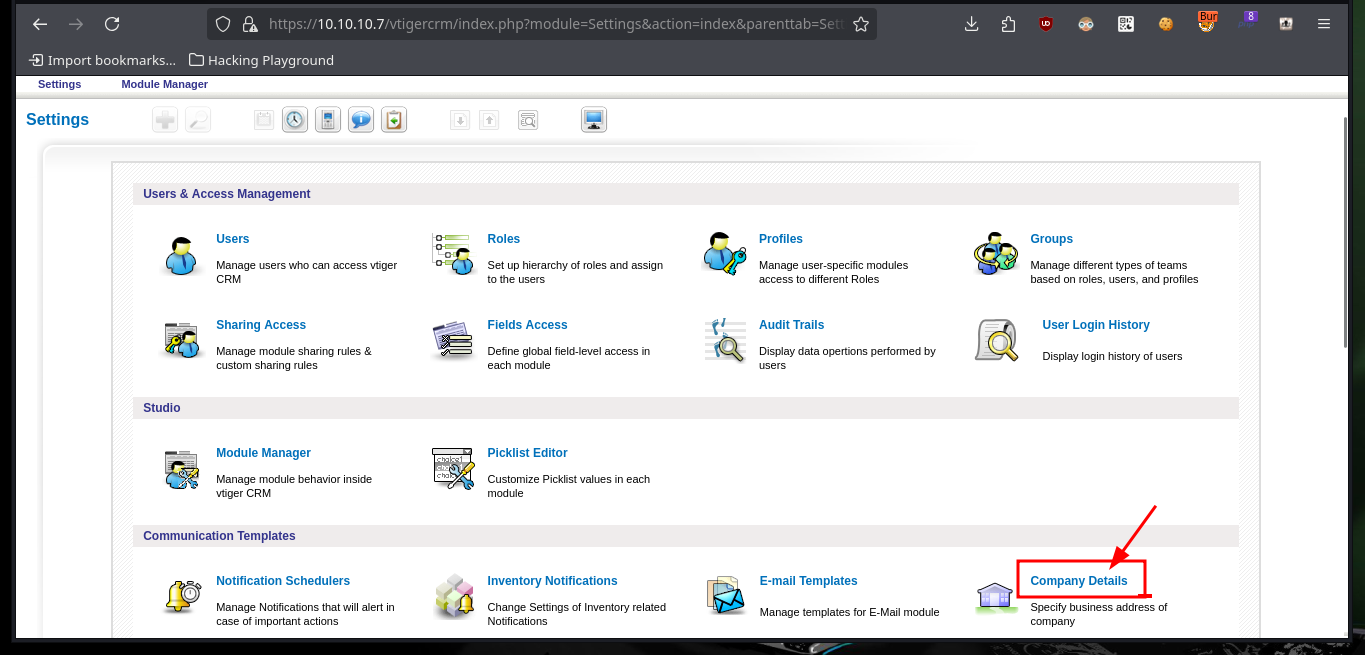 https://10.10.10.7/vtigercrm/index.php?module=Settings&action=index&parenttab=Sett
Bur
8
Import bookmarks...
Hacking Playground
Settings
Module Manager
Settings
Users & Access Management
Users
Manage users who can access vtiger
CRM
Roles
Set up hierarchy of roles and assign
to the users
Profiles
Manage user-specific modules
access to different Roles
Groups
Manage different types of teams
based on roles, users, and profiles
Sharing Access
Manage module sharing rules &
custom sharing rules
Fields Access
Define global field-level access in
each module
Audit Trails
Display data opertions performed by
users
User Login History
Display login history of users
Studio
Module Manager
Manage module behavior inside
vtiger CRM
Picklist Editor
Customize Picklist values in each
module
Communication Templates
Notification Schedulers
Manage Notifications that will alert in
case of important actions
Inventory Notifications
Change Settings of Inventory related
Notifications
E-mail Templates
Manage templates for E-Mail module
Company Details
Specify business address of
company